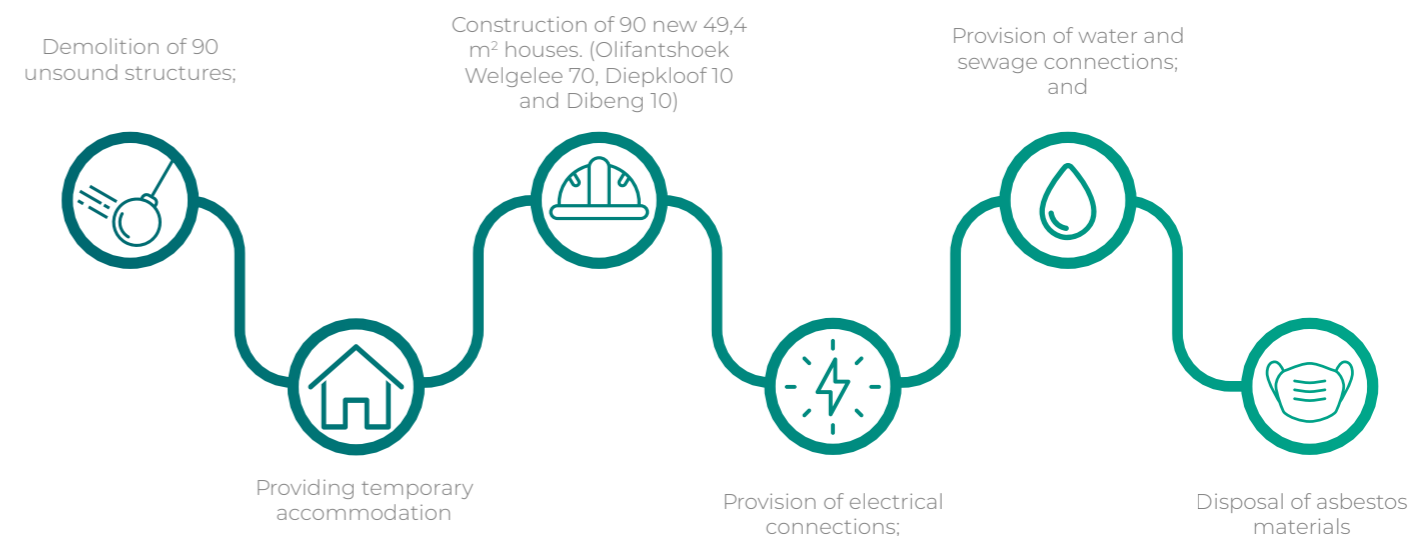 Demolition of 90
unsound structures;
Providing temporary
accommodation
Construction of 90 new 49,4
m² houses. (Olifantshoek
Welgelee 70, Diepkloof 10
and Dibeng 10)
Provision of electrical
connections;
Provision of water and
sewage connections;
and
Disposal of asbestos
materials